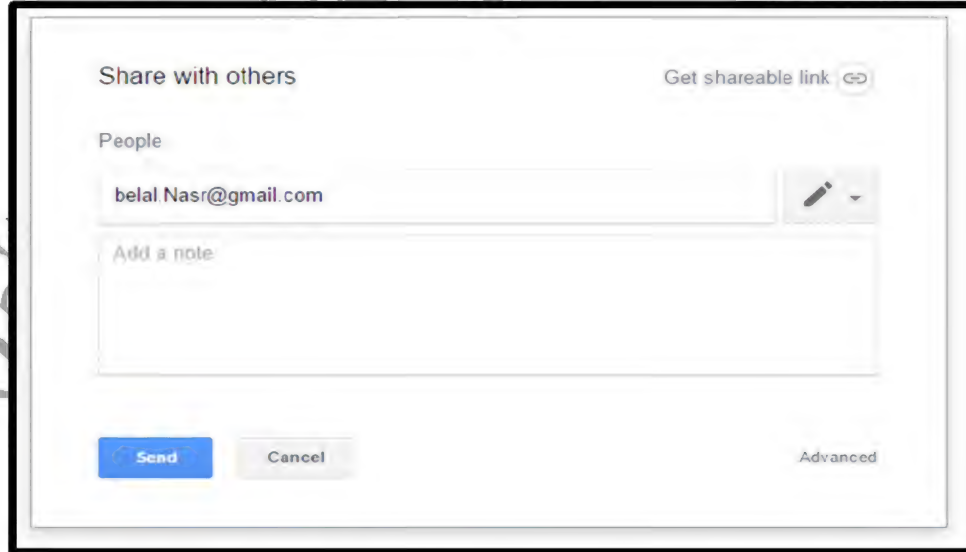 Share with others
Get shareable link
People
belal.Nasr@gmail.com
Add a note
Send
Cancel
Advanced